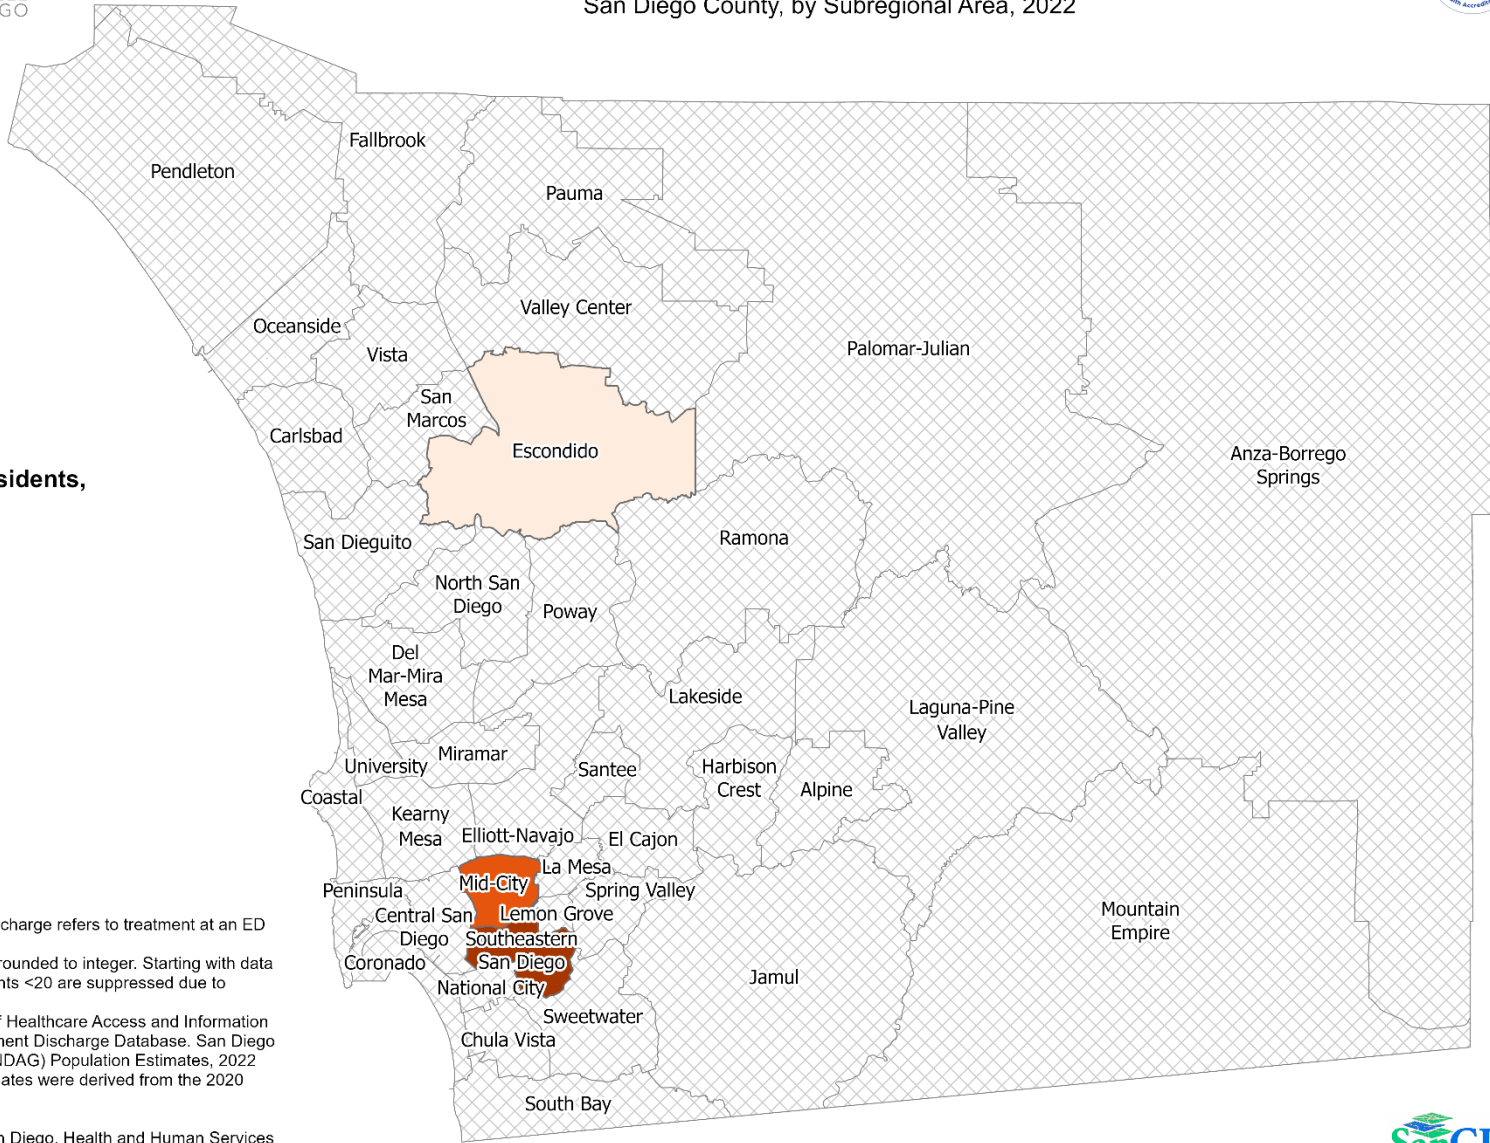 GO
San Diego County, by Subregional Area, 2022
Fallbrook
Pendleton
Pauma
Valley Center
Oceanside
Vista
Palomar-Julian
San
Marcos
Carlsbad
Escondido
Anza-Borrego
Springs
sidents,
Ramona
San Dieguito
North San
Diego
Poway
Del
Mar-Mira
Mesa
Lakeside
Laguna-Pine
Valley
Miramar
University
Santee
Harbison
Crest
Alpine
Coastal
Kearny
Mesa
Elliott-Navajo
El Cajon
La Mesa
Mid-City
Peninsula
Spring Valley
Central San
Diego
Lemon Grove
Mountain
Empire
Southeastern
San Diego
Coronado
Jamul
National City
Sweetwater
Chula Vista
South Bay
charge refers to treatment at an ED
rounded to integer. Starting with data
nts <20 are suppressed due to
f Healthcare Access and Information
nent Discharge Database. San Diego
NDAG) Population Estimates, 2022
ates were derived from the 2020
n Diego, Health and Human Services